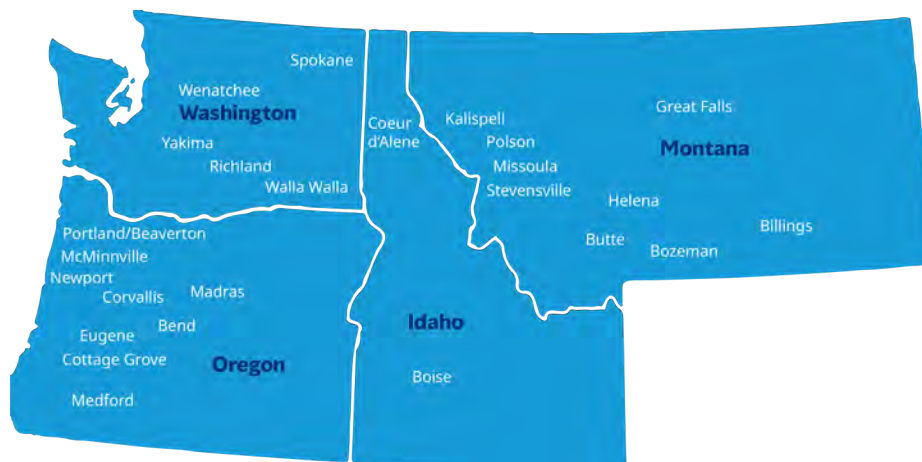 Spokane
Wenatchee
Washington
Yakima
Richland
Walla Walla
Portland/Beaverton
McMinnville
Newport
Corvallis
Madras
Bend
Eugene
Cottage Grove
Oregon
Medford
Coeur
d'Alene
Idaho
Boise
Kalispell
Great Falls
Polson
Montana
Missoula
Stevensville
Helena
Billings
Butte
Bozeman